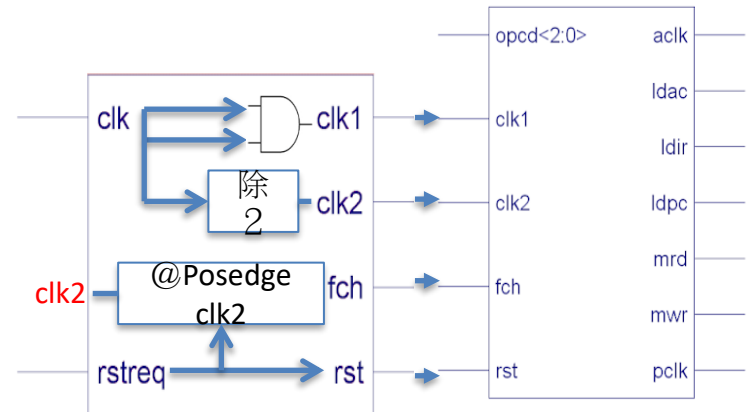 clk
clk1
除
2
clk2
clk2
@Posedge
clk2
fch
rstreq
rst
opcd<2:0>
aclk
ldac
clk1
ldir
clk2
ldpc
mrd
fch
mwr
rst
pclk